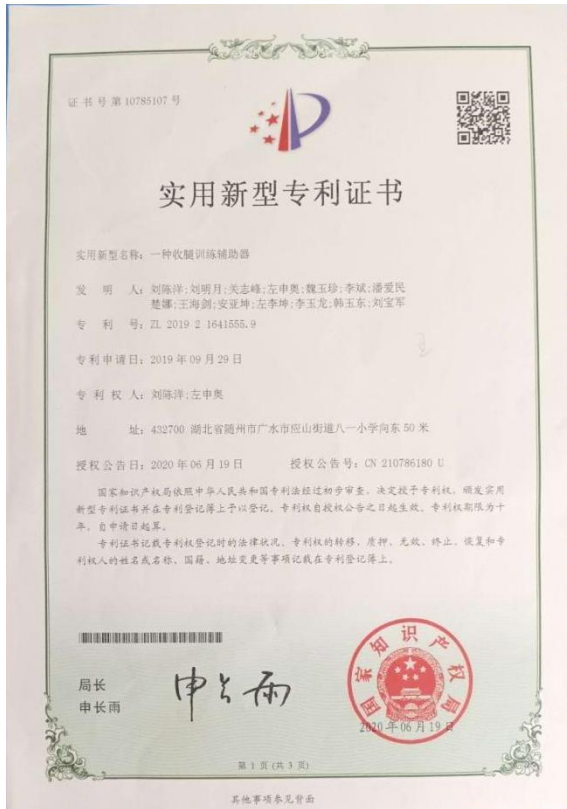 证书号第10785107号
实用新型专利证书
实用新型名称：一种收腿训练辅助器
发明人：刘陈洋;刘明月;关志峰;左申奥;魏玉珍;李斌;潘爱民
楚娜;王海剑;安亚坤;左李坤;李玉龙;韩玉东;刘宝军
专利号：ZL 2019 2 1641555.9
专利申请日：2019年09月29日
专利权人：刘陈洋;左申奥
地址：432700 湖北省随州市广水市应山街道八一小学向东50米
授权公告日：2020年06月19日 授权公告号：CN 210786180 U
国家知识产权局依照中华人民共和国专利法经过初步审查，决定授予专利权，颁发实用
新型专利证书并在专利登记簿上予以登记。专利权自授权公告之日起生效。专利权期限为十
年，自申请日起算。
专利证书记载专利权登记时的法律状况。专利权的转移、质押、无效、终止、恢复和专
利权人的姓名或名称、国籍、地址变更等事项记载在专利登记簿上。
局长
申长雨
申长雨
国家知识产权局
2020年06月19日
第1页(共3页)
其他事项参见背面